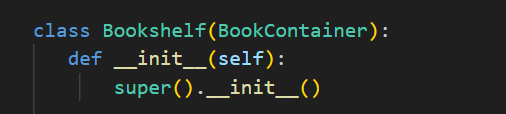 class Bookshelf(BookContainer):
    def __init__(self):
        super().__init__()